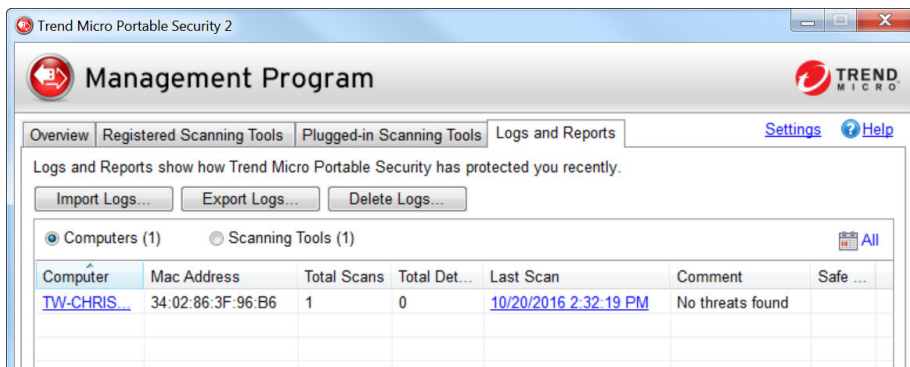 Trend Micro Portable Security 2
Management Program
TREND
MICRO
Overview Registered Scanning Tools Plugged-in Scanning Tools Logs and Reports Settings Help
Logs and Reports show how Trend Micro Portable Security has protected you recently.
Import Logs... Export Logs... Delete Logs...
Computers (1) Scanning Tools (1) All
Computer Mac Address Total Scans Total Det... Last Scan Comment Safe ...
TW-CHRIS... 34:02:86:3F:96:B6 1 0 10/20/2016 2:32:19 PM No threats found